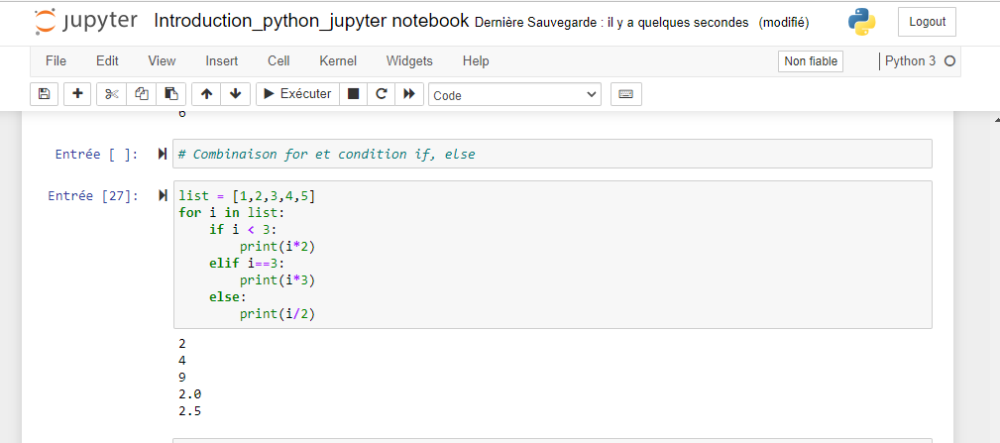 jupyter Introduction_python_jupyter notebook Dernière Sauvegarde : il y a quelques secondes (modifié) Logout
File Edit View Insert Cell Kernel Widgets Help Non fiable Python 3
Exécuter Code
6
Entrée [ ]: # Combinaison for et condition if, else
Entrée [27]: list = [1,2,3,4,5]
for i in list:
    if i < 3:
        print(i*2)
    elif i==3:
        print(i*3)
    else:
        print(i/2)
2
4
9
2.0
2.5